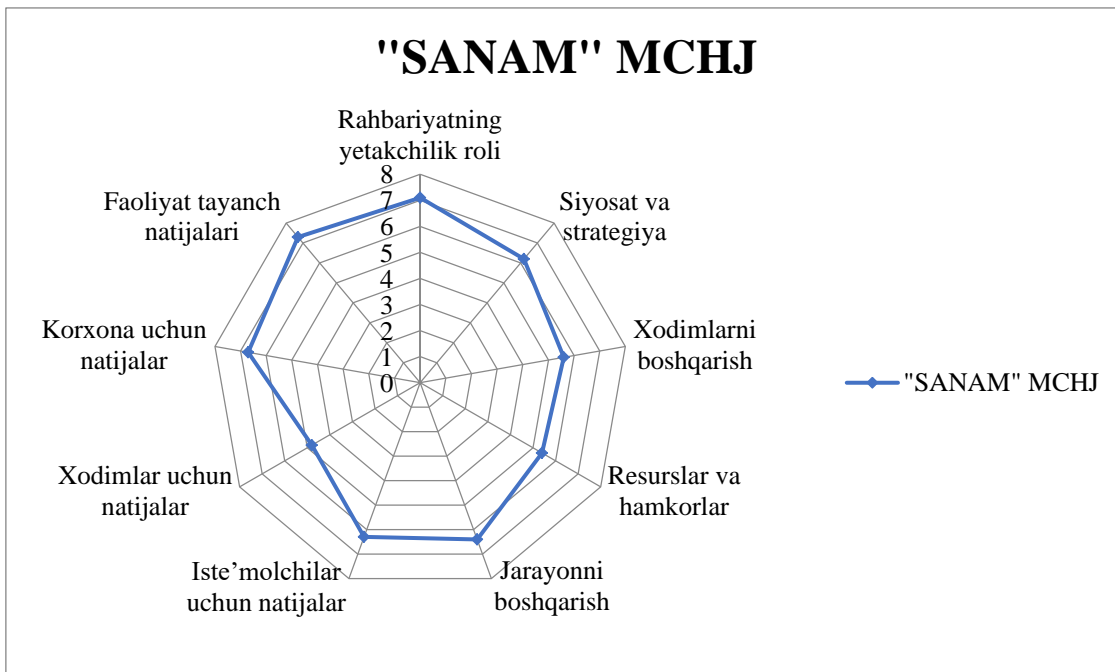 "SANAM" MCHJ
Rahbariyatning
yetakchilik roli
Siyosat va
strategiya
Xodimlarni
boshqarish
Resurslar va
hamkorlar
Jarayonni
boshqarish
Iste’molchilar
uchun natijalar
Xodimlar uchun
natijalar
Korxona uchun
natijalar
Faoliyat tayanch
natijalari
8
7
6
5
4
3
2
1
0
"SANAM" MCHJ